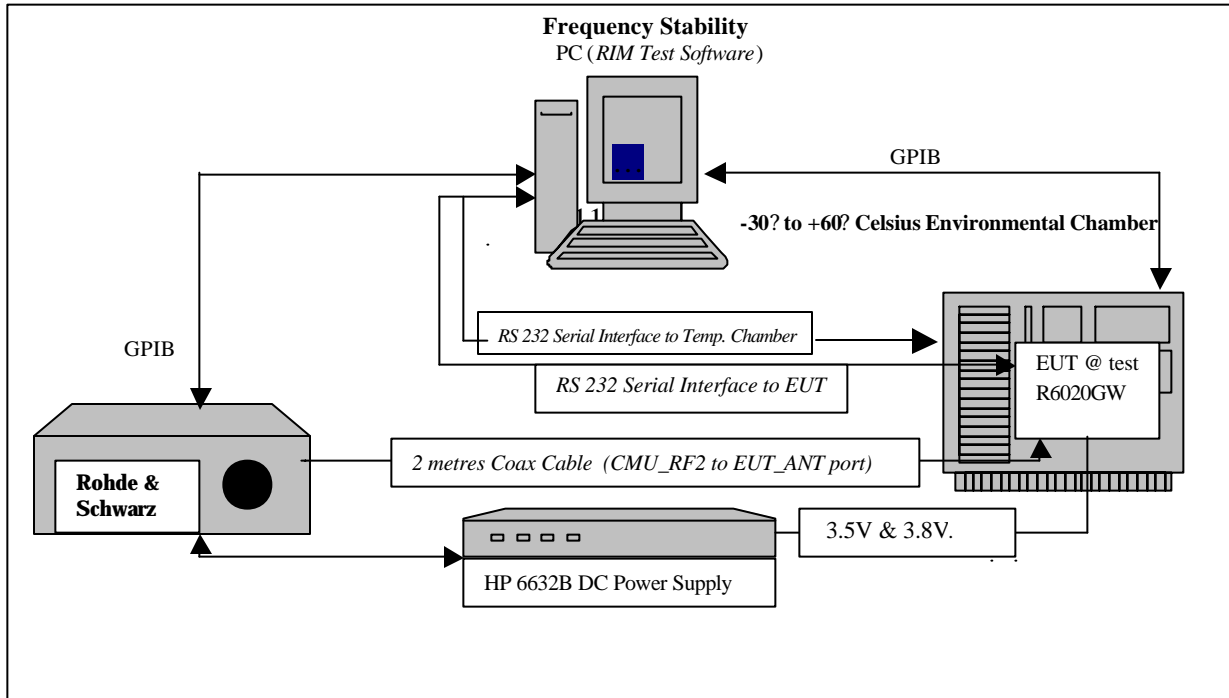 Frequency Stability
PC (RIM Test Software)
GPIB
-30? to +60? Celsius Environmental Chamber
GPIB
RS 232 Serial Interface to Temp. Chamber
RS 232 Serial Interface to EUT
EUT @ test
R6020GW
2 metres Coax Cable (CMU_RF2 to EUT_ANT port)
Rohde &
Schwarz
3.5V & 3.8V.
HP 6632B DC Power Supply